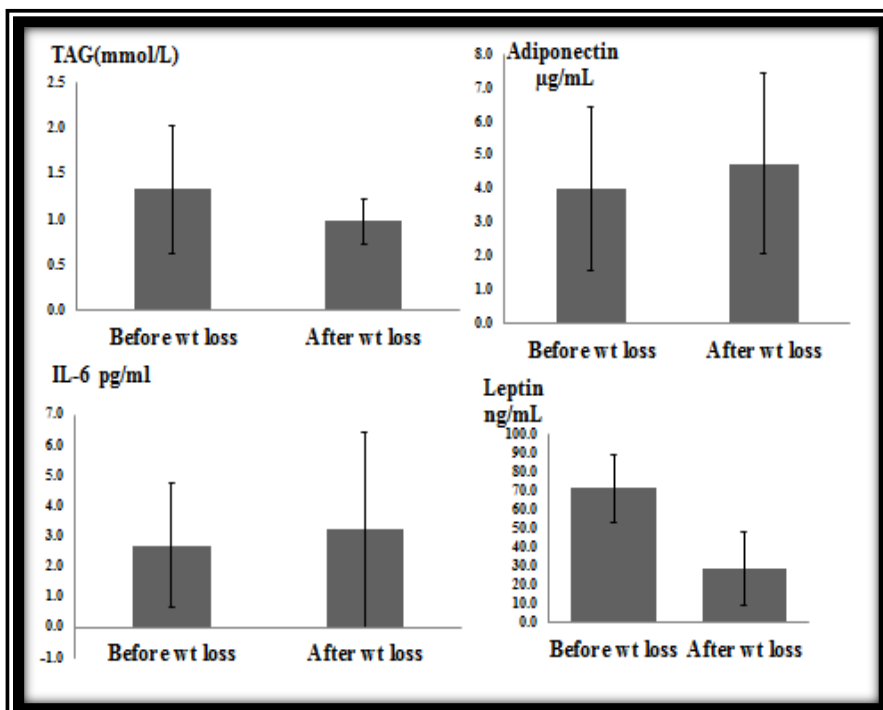 TAG(mmol/L)
2.5
2.0
1.5
1.0
0.5
0.0
Before wt loss
After wt loss
Adiponectin
µg/mL
8.0
7.0
6.0
5.0
4.0
3.0
2.0
1.0
0.0
Before wt loss
After wt loss
IL-6 pg/ml
7.0
6.0
5.0
4.0
3.0
2.0
1.0
0.0
-1.0
Before wt loss
After wt loss
Leptin
ng/mL
100.0
90.0
80.0
70.0
60.0
50.0
40.0
30.0
20.0
10.0
0.0
Before wt loss
After wt loss